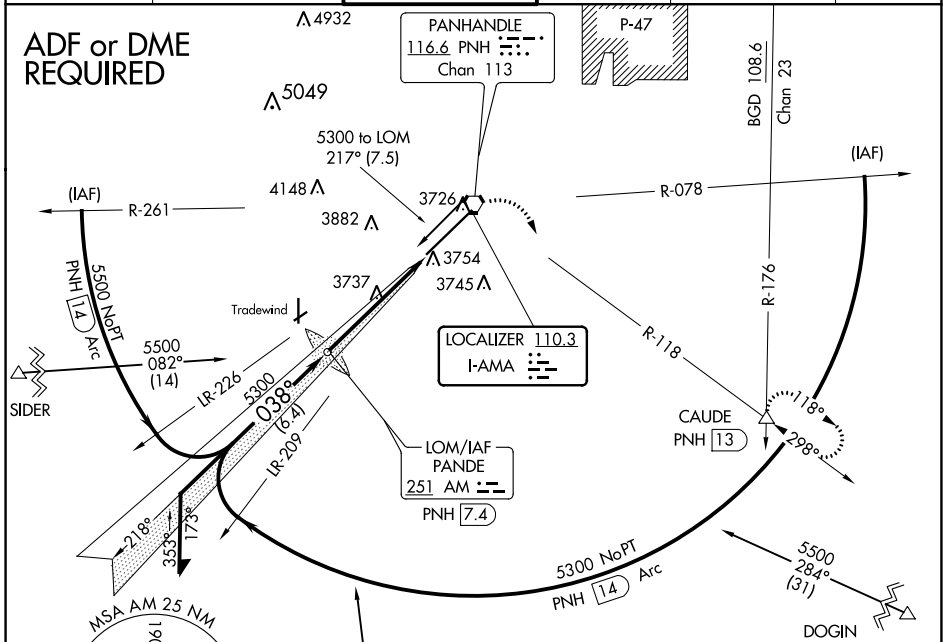 ADF or DME
REQUIRED
4932
PANHANDLE
116.6 PNH
Chan 113
P-47
BGD 108.6
Chan 23
5049
5300 to LOM
217° (7.5)
(IAF)
(IAF)
4148
3726
R-078
R-261
3882
5500 NoPT
PNH 14 Arc
3754
3737
3745
R-176
Tradewind
LOCALIZER 110.3
I-AMA
R-118
5500
082°
(14)
SIDER
LR-226
5300
038°
(6.4)
LR-209
118°
CAUDE
PNH 13
298°
LOM/IAF
PANDE
251 AM
PNH 7.4
218°
353°
173°
5300 NoPT
PNH 14 Arc
5500
284°
(31)
DOGIN
MSA AM 25 NM